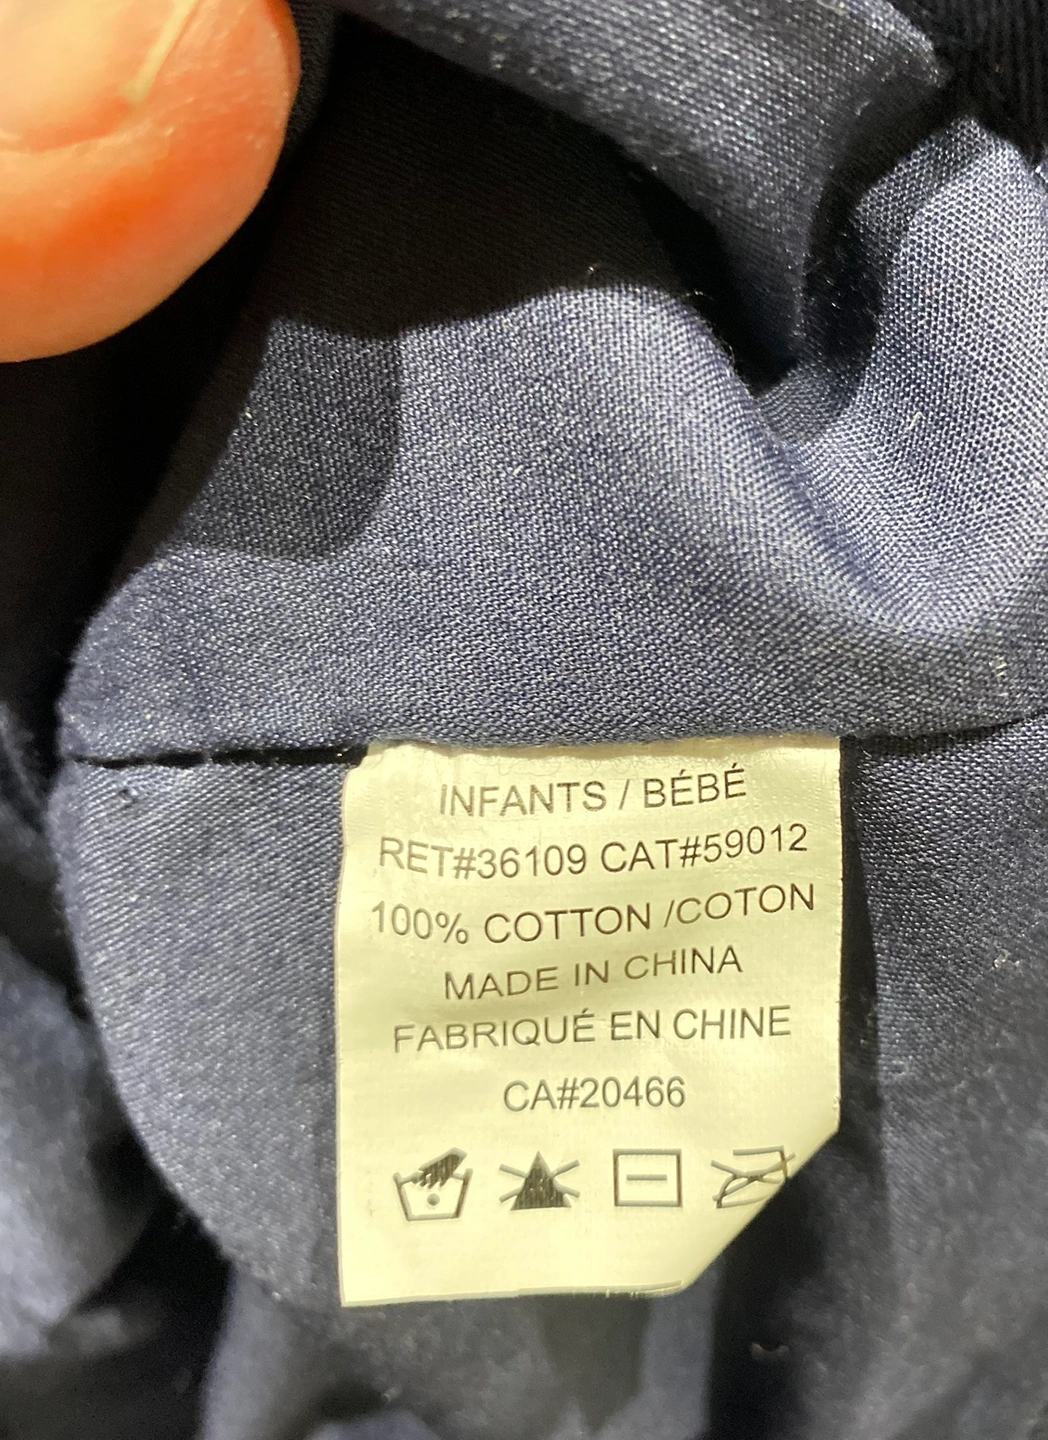 INFANTS / BÉBÉ
RET#36109 CAT#59012
100% COTTON /COTON
MADE IN CHINA
FABRIQUÉ EN CHINE
CA#20466